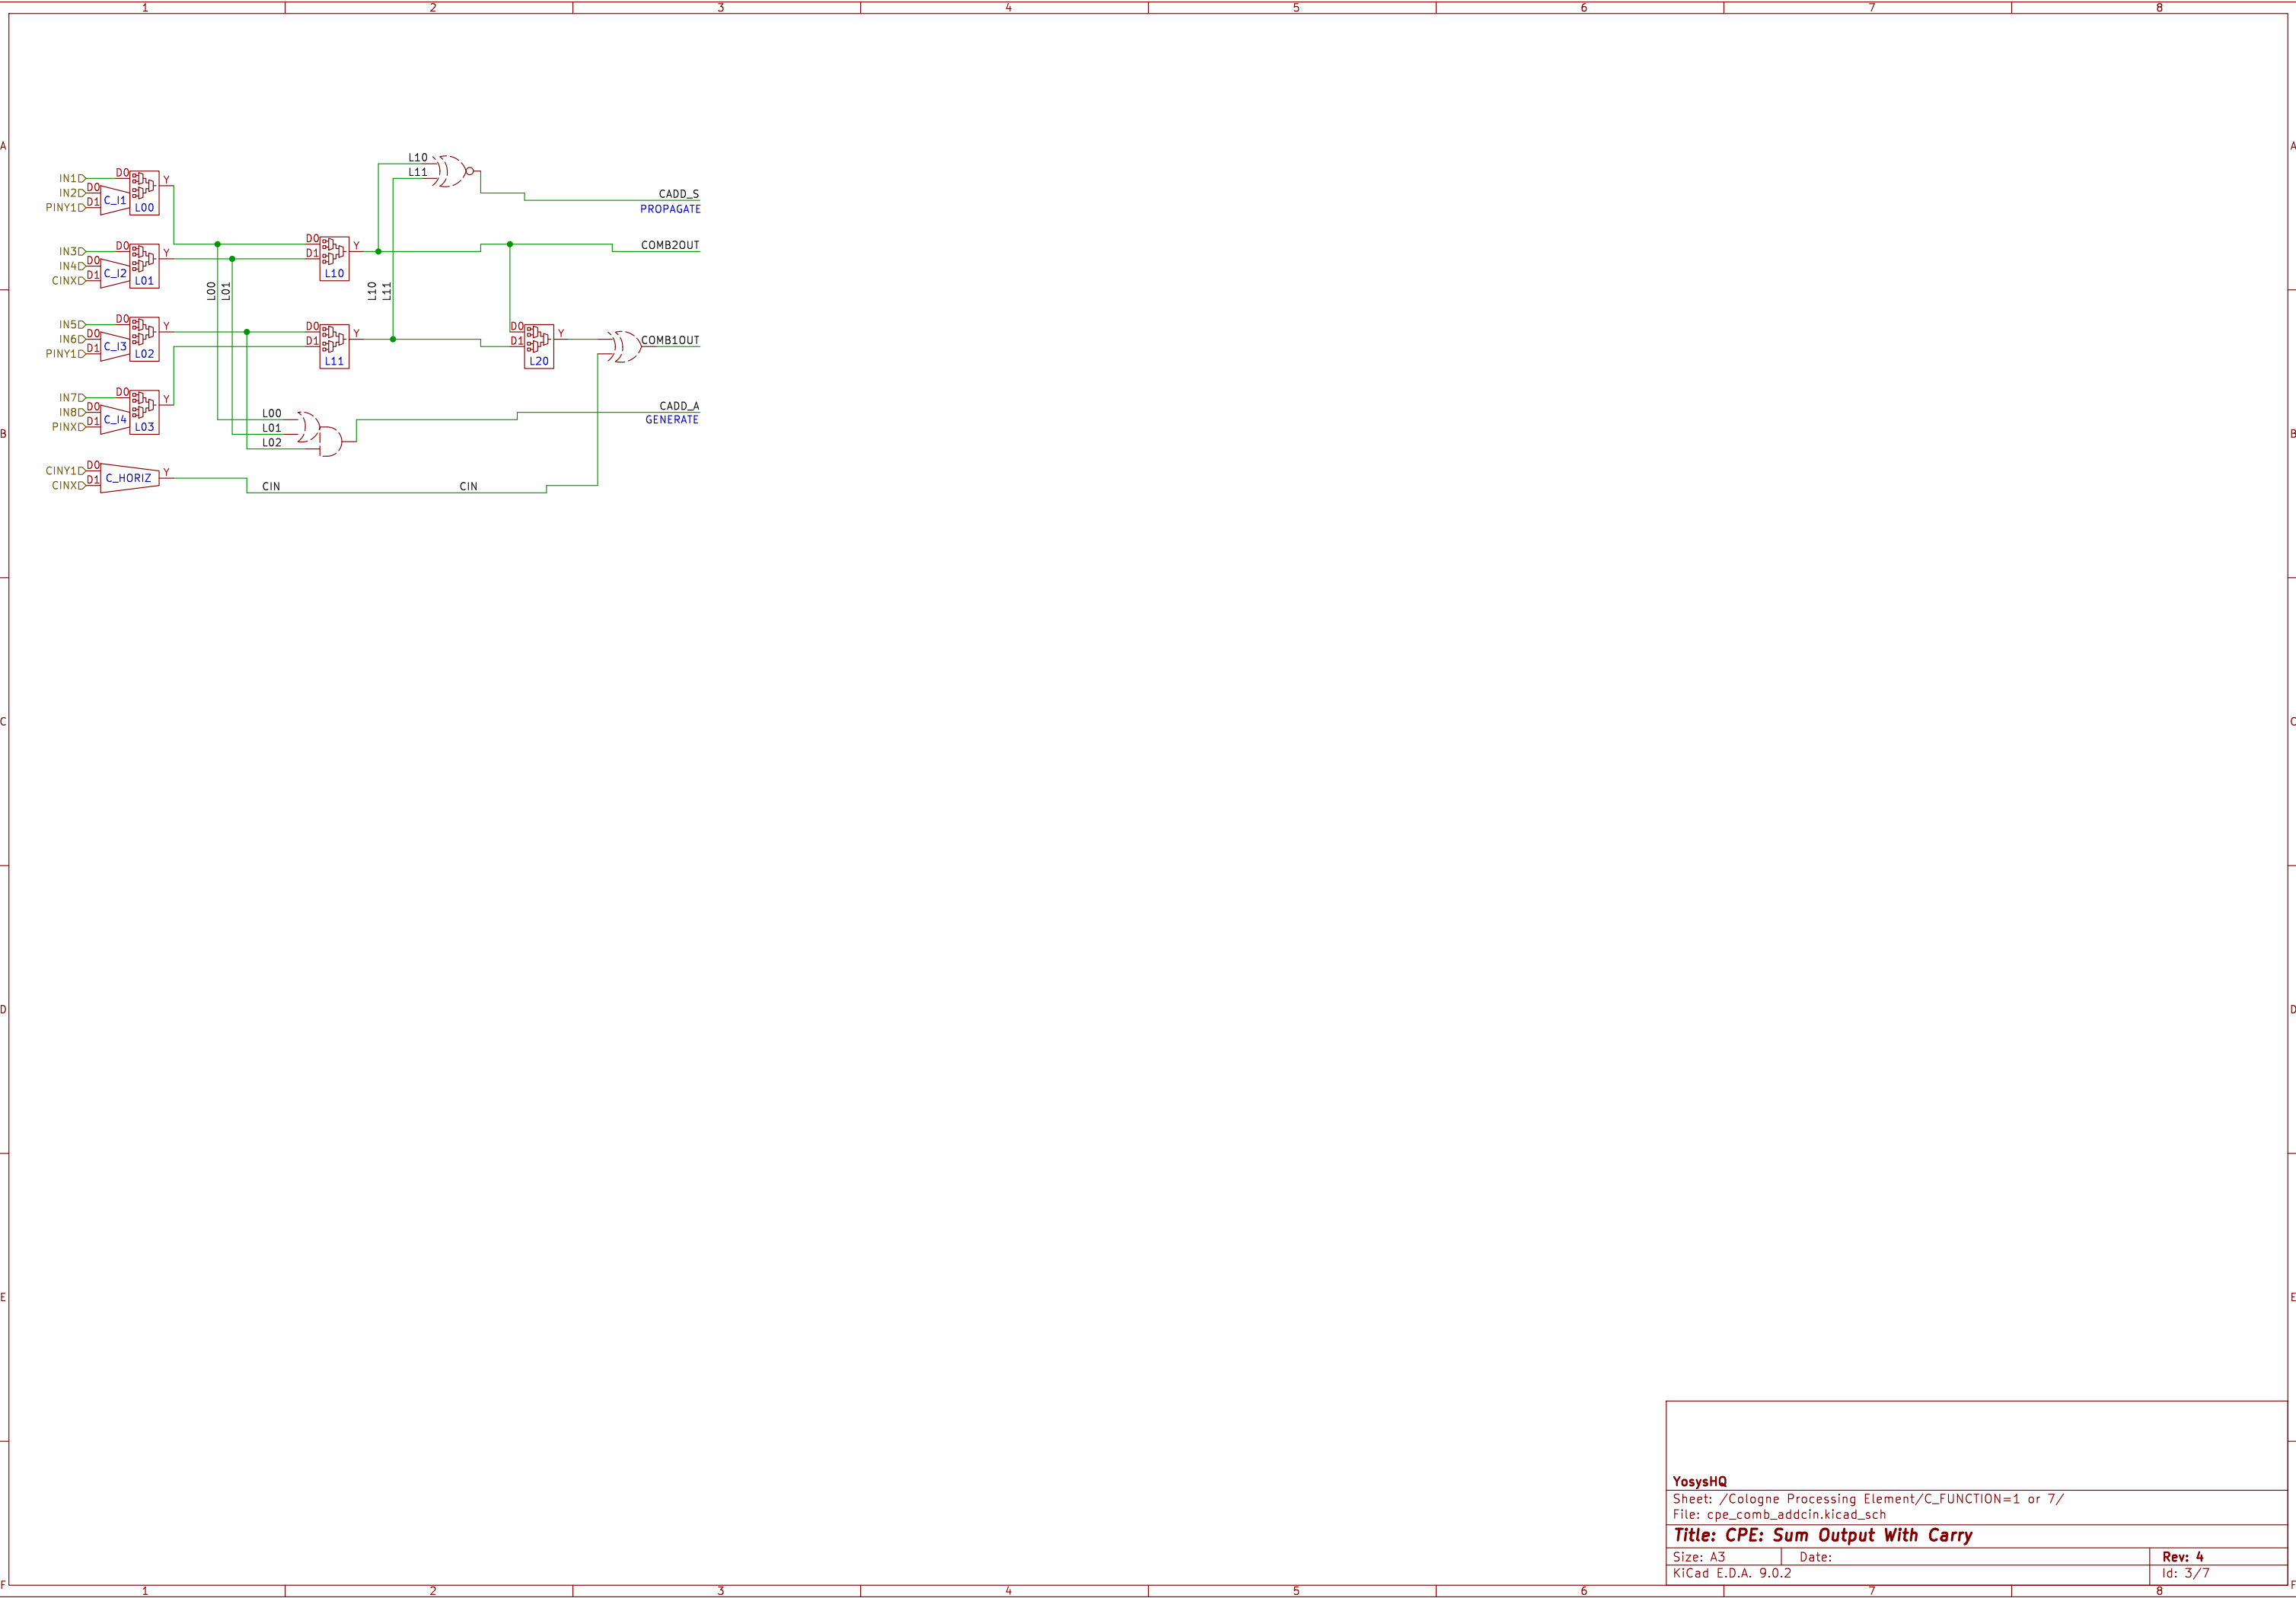 1 2 3 4 5 6 7 8
A A
L10
IN1 D0 Y L11
IN2 D0 CADD_S
PINY1 D1 C_I1 L00 PROPAGATE
D0 COMB2OUT
IN3 D0 Y D1 Y
IN4 D0
CINX D1 C_I2 L01 L10
L00 L01 L10 L11
IN5 D0 Y D0 Y D0 Y
IN6 D0 D1 D1 COMB1OUT
PINY1 D1 C_I3 L02 L11 L20
IN7 D0 Y CADD_A
IN8 D0 L00 GENERATE
PINX D1 C_I4 L03 L01
B L02 B
CINY1 D0 Y
CINX D1 C_HORIZ
CIN CIN
C C
D D
E E
YosysHQ
Sheet: /Cologne Processing Element/C_FUNCTION=1 or 7/
File: cpe_comb_addcin.kicad_sch
Title: CPE: Sum Output With Carry
Size: A3 Date: Rev: 4
KiCad E.D.A. 9.0.2 Id: 3/7
F F
1 2 3 4 5 6 7 8